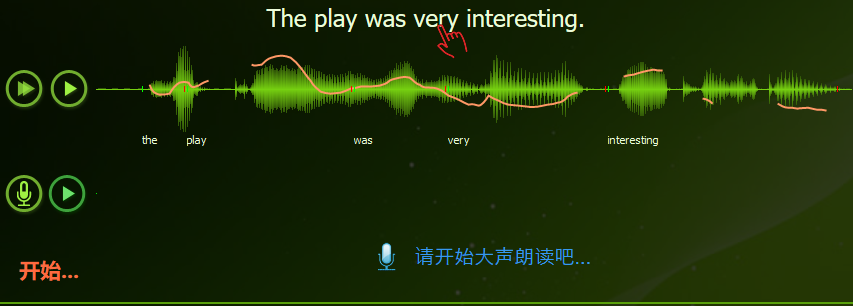 The play was very interesting.
the play was very interesting
请开始大声朗读吧...
开始...